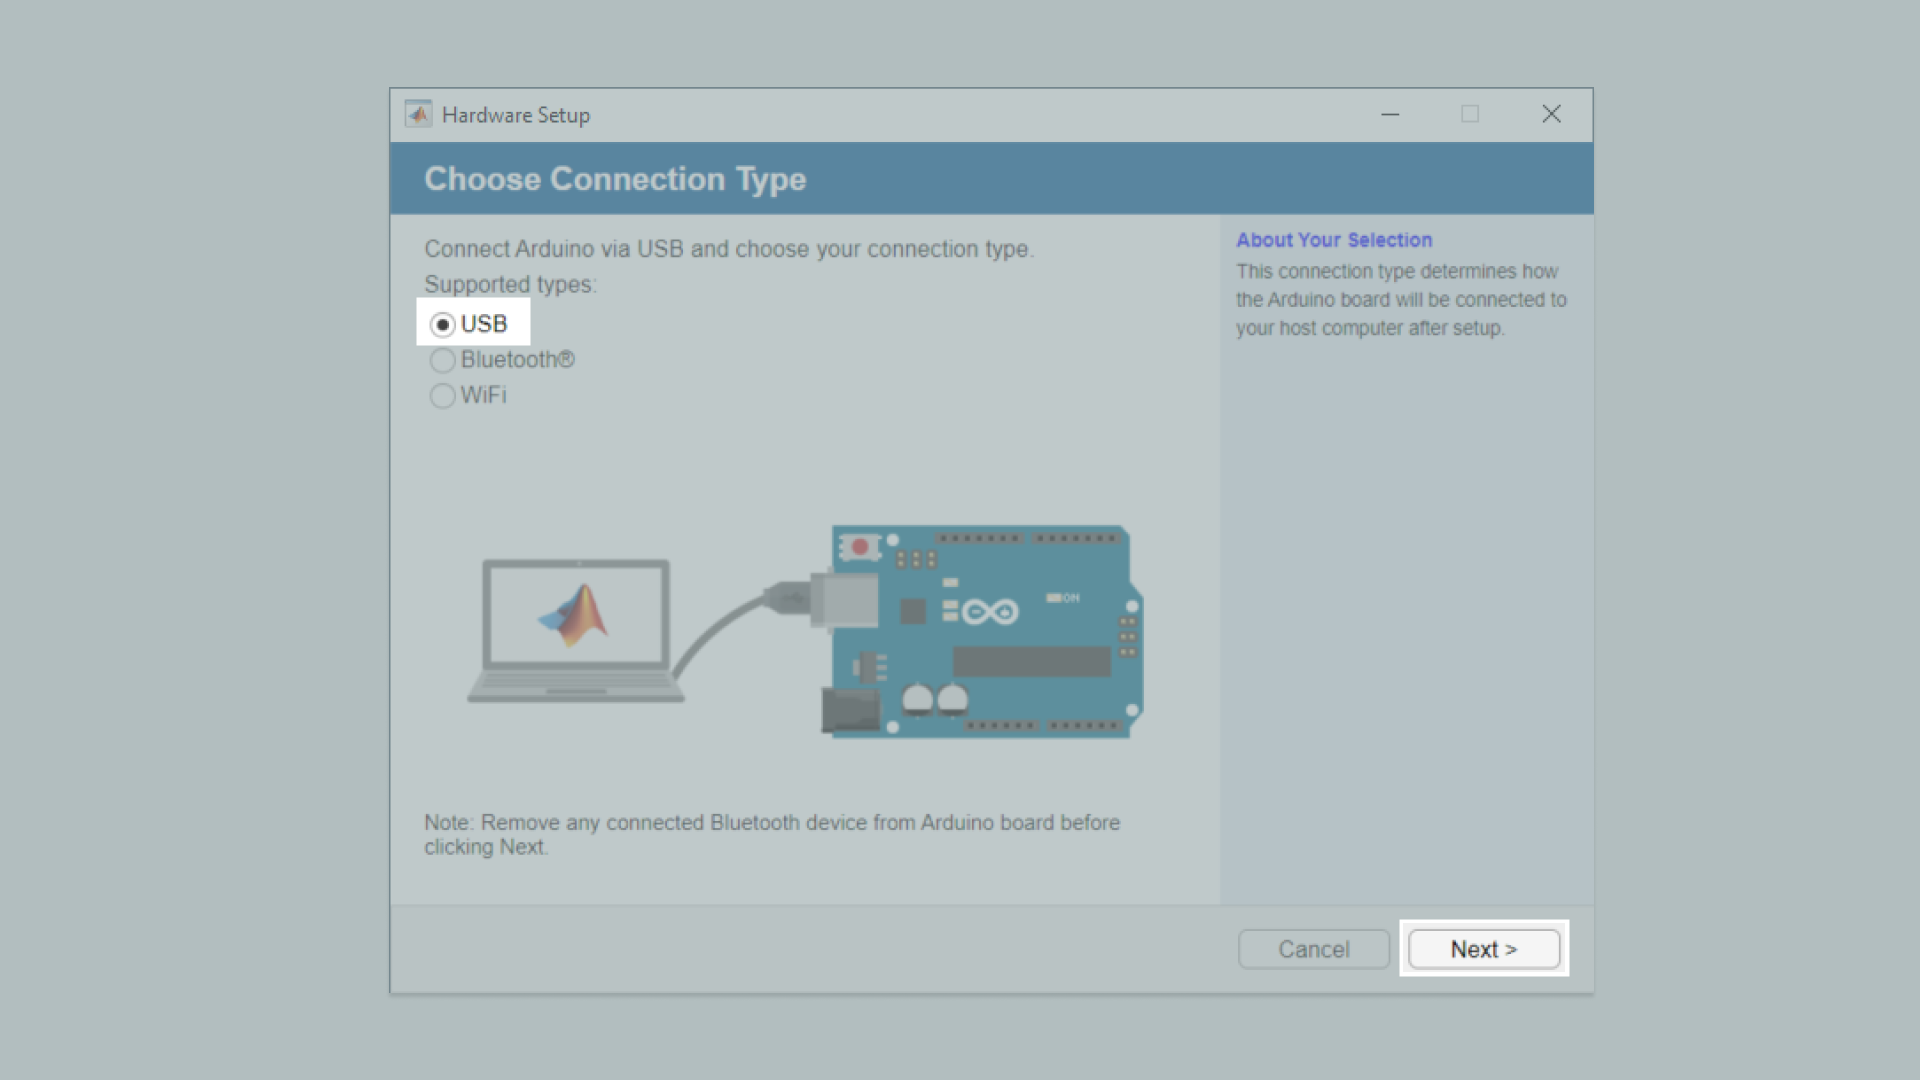 Hardware Setup
Choose Connection Type
Connect Arduino via USB and choose your connection type.
Supported types:
USB
Bluetooth®
WiFi
ON
Note: Remove any connected Bluetooth device from Arduino board before
clicking Next.
About Your Selection
This connection type determines how
the Arduino board will be connected to
your host computer after setup.
Cancel
Next >